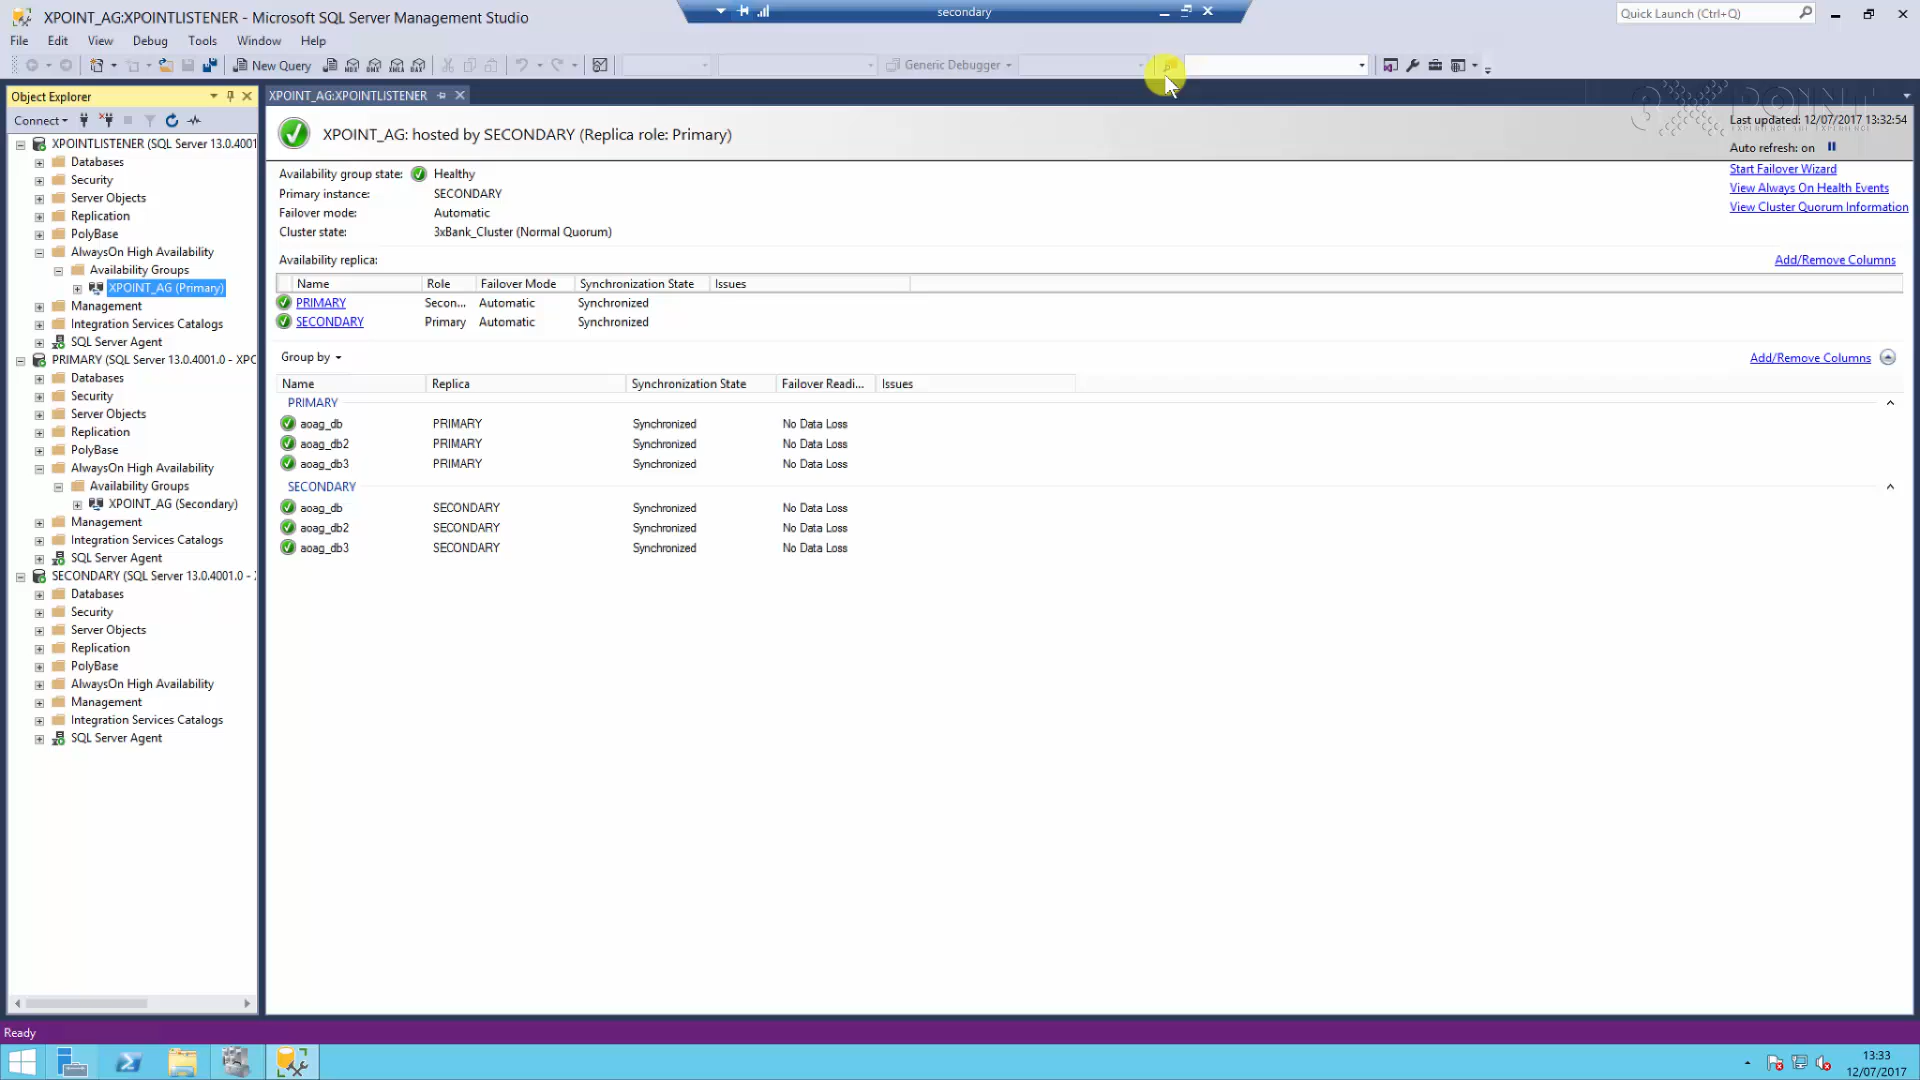 XPOINT_AG:XPOINTLISTENER - Microsoft SQL Server Management Studio
secondary
Quick Launch (Ctrl+Q)
File Edit View Debug Tools Window Help
New Query
Generic Debugger
Object Explorer
XPOINT_AG:XPOINTLISTENER
Connect
XPOINTLISTENER (SQL Server 13.0.4001
Databases
Security
Server Objects
Replication
PolyBase
AlwaysOn High Availability
Availability Groups
XPOINT_AG (Primary)
Management
Integration Services Catalogs
SQL Server Agent
PRIMARY (SQL Server 13.0.4001.0 - XPC
Databases
Security
Server Objects
Replication
PolyBase
AlwaysOn High Availability
Availability Groups
XPOINT_AG (Secondary)
Management
Integration Services Catalogs
SQL Server Agent
SECONDARY (SQL Server 13.0.4001.0 -
Databases
Security
Server Objects
Replication
PolyBase
AlwaysOn High Availability
Management
Integration Services Catalogs
SQL Server Agent
XPOINT_AG: hosted by SECONDARY (Replica role: Primary)
Last updated: 12/07/2017 13:32:54
Auto refresh: on
Availability group state: Healthy
Primary instance: SECONDARY
Failover mode: Automatic
Cluster state: 3xBank_Cluster (Normal Quorum)
Start Failover Wizard
View Always On Health Events
View Cluster Quorum Information
Availability replica:
Add/Remove Columns
Name Role Failover Mode Synchronization State Issues
PRIMARY Secon... Automatic Synchronized
SECONDARY Primary Automatic Synchronized
Group by
Add/Remove Columns
Name Replica Synchronization State Failover Readi... Issues
PRIMARY
aoag_db PRIMARY Synchronized No Data Loss
aoag_db2 PRIMARY Synchronized No Data Loss
aoag_db3 PRIMARY Synchronized No Data Loss
SECONDARY
aoag_db SECONDARY Synchronized No Data Loss
aoag_db2 SECONDARY Synchronized No Data Loss
aoag_db3 SECONDARY Synchronized No Data Loss
Ready
13:33
12/07/2017